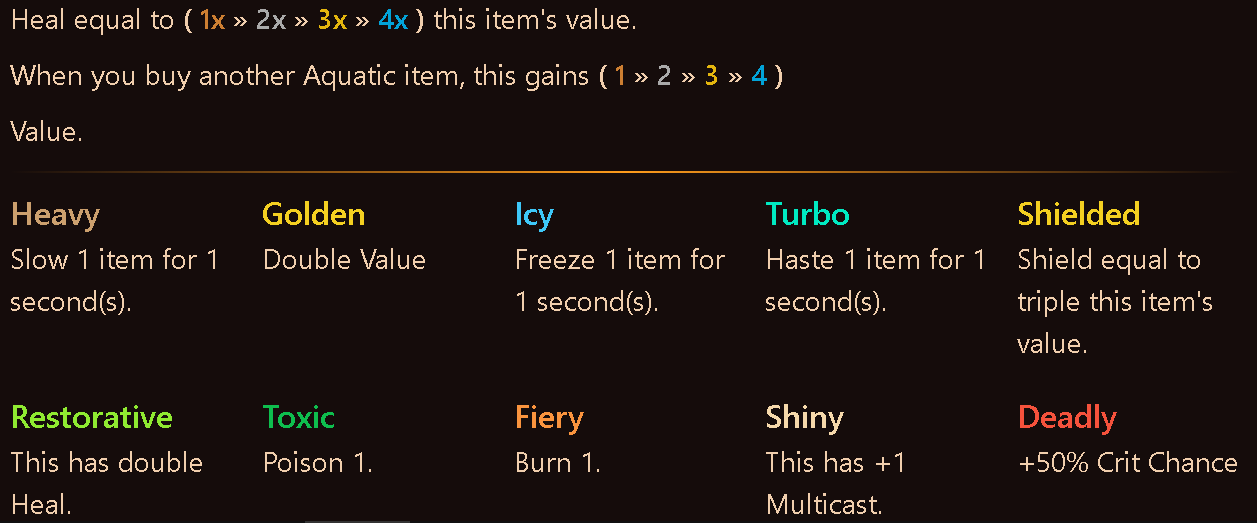 Heal equal to ( 1x » 2x » 3x » 4x ) this item's value.
When you buy another Aquatic item, this gains ( 1 » 2 » 3 » 4 )
Value.
Heavy
Slow 1 item for 1
second(s).
Golden
Double Value
Icy
Freeze 1 item for
1 second(s).
Turbo
Haste 1 item for 1
second(s).
Shielded
Shield equal to
triple this item's
value.
Restorative
This has double
Heal.
Toxic
Poison 1.
Fiery
Burn 1.
Shiny
This has +1
Multicast.
Deadly
+50% Crit Chance